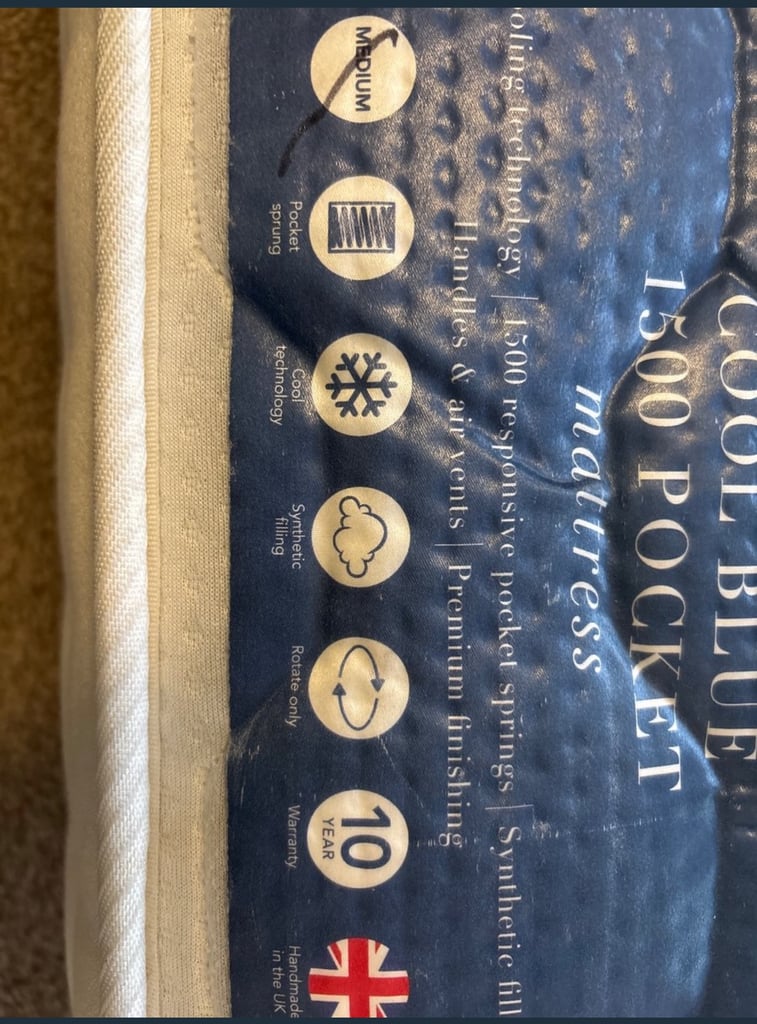 COOL BLUE
1500 POCKET
mattress
cooling technology | 1500 responsive pocket springs | Synthetic fill
Handles & air vents | Premium finishing
MEDIUM
Pocket
sprung
Cool
technology
Synthetic
filling
Rotate only
10
YEAR
Warranty
Handmade
in the UK